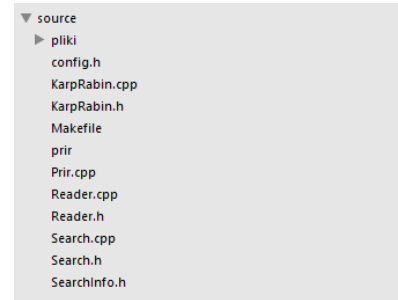 source
pliki
config.h
KarpRabin.cpp
KarpRabin.h
Makefile
prir
Prir.cpp
Reader.cpp
Reader.h
Search.cpp
Search.h
SearchInfo.h